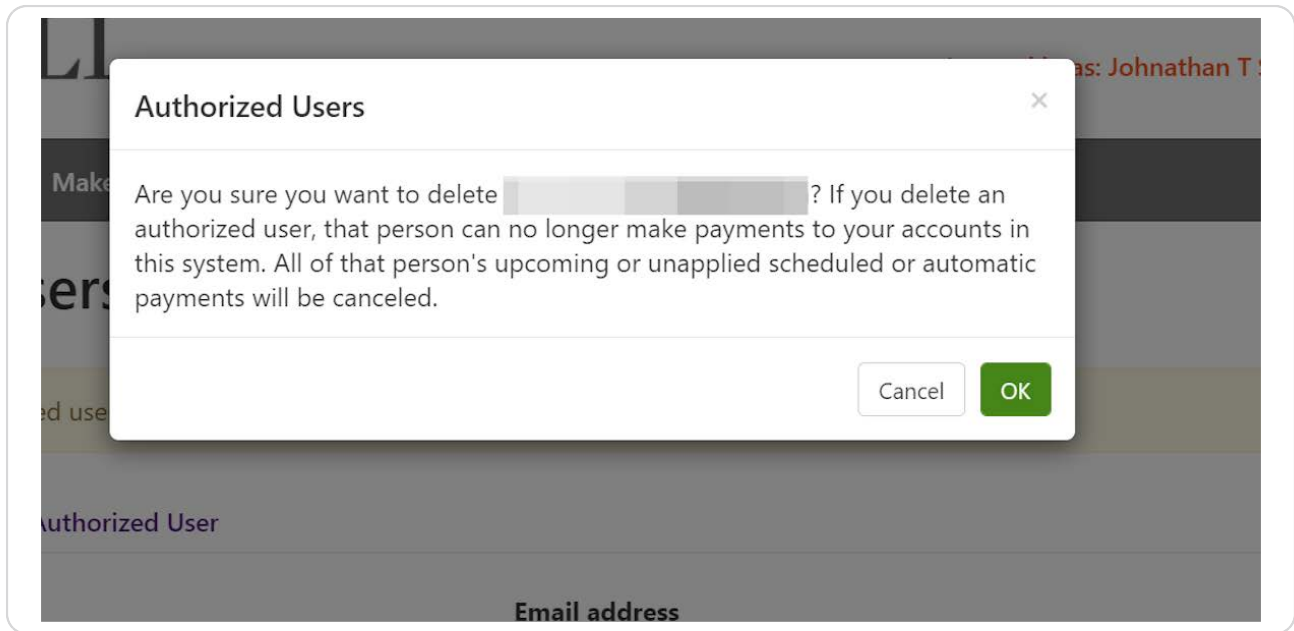 as: Johnathan T
Authorized Users
×
Make
Are you sure you want to delete ? If you delete an
authorized user, that person can no longer make payments to your accounts in
this system. All of that person's upcoming or unapplied scheduled or automatic
payments will be canceled.
sers
Cancel OK
ed use
Authorized User
Email address